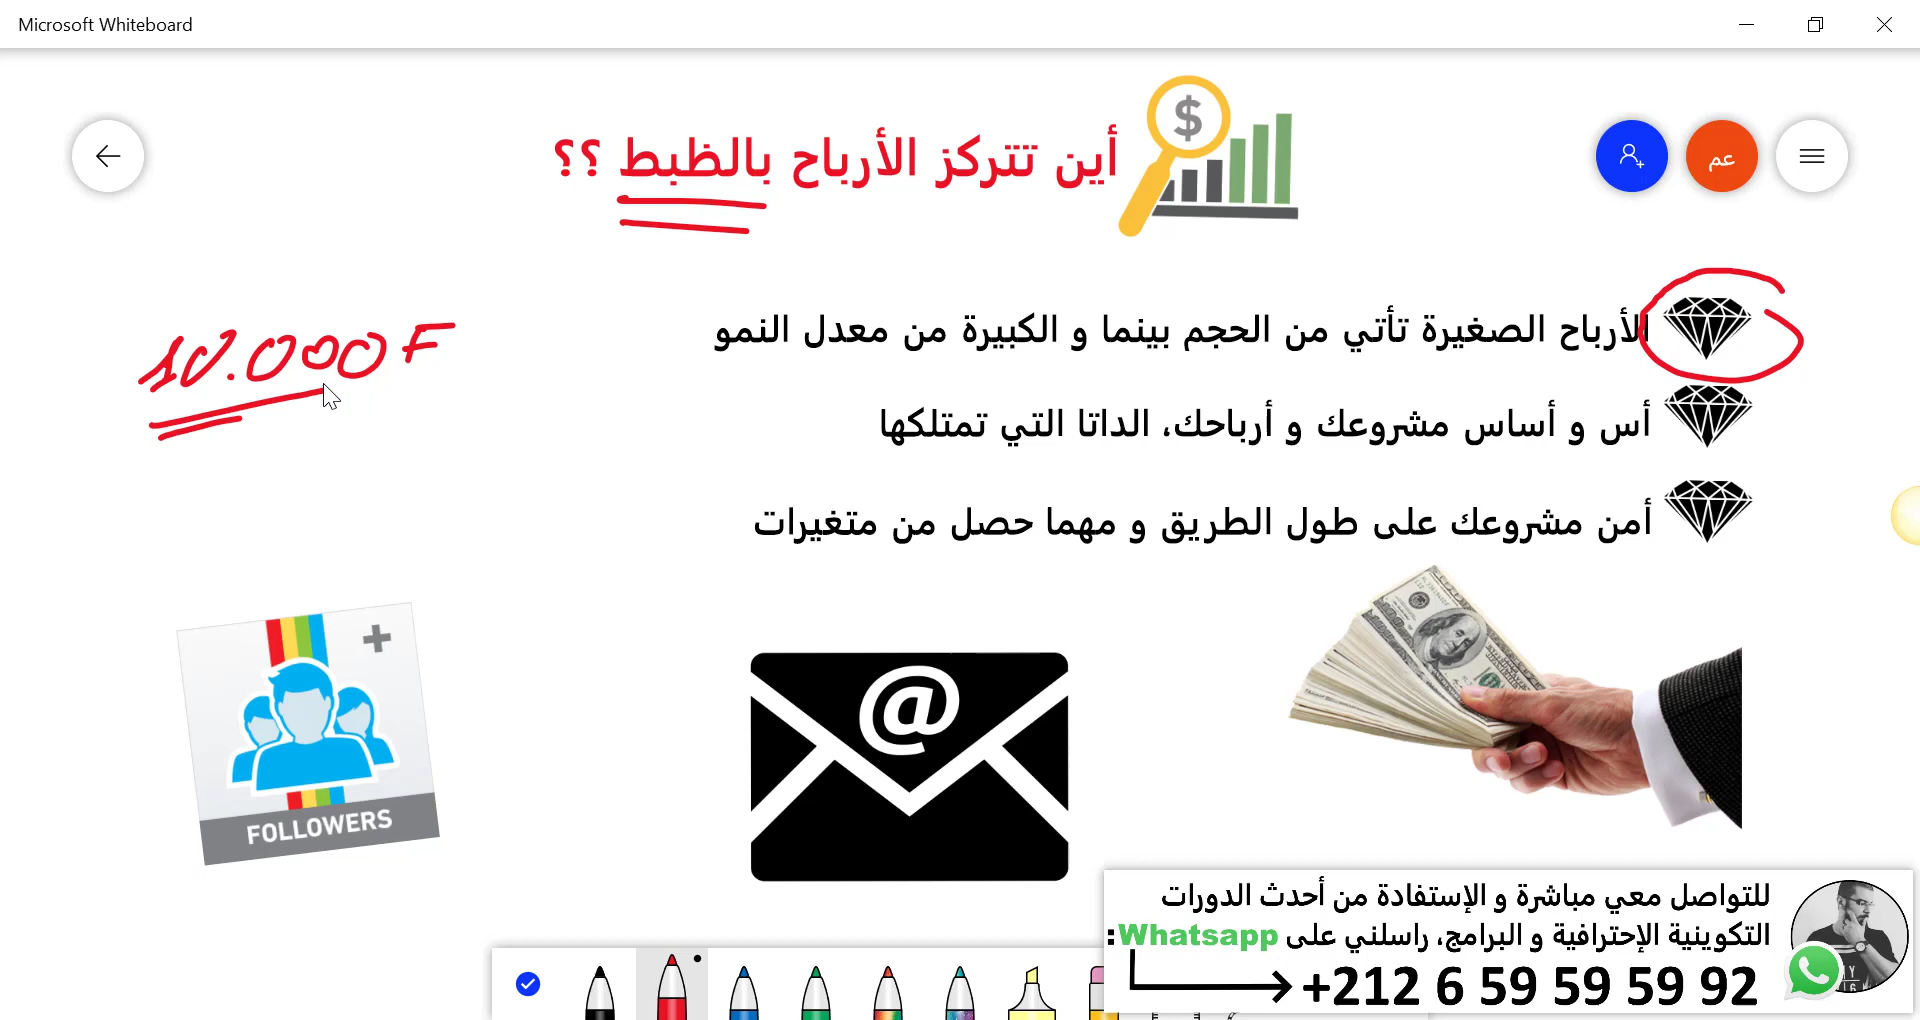 Microsoft Whiteboard
أين تتركز الأرباح بالظبط ؟؟
$
عم
الأرباح الصغيرة تأتي من الحجم بينما و الكبيرة من معدل النمو
10.000 F
أس و أساس مشروعك و أرباحك، الداتا التي تمتلكها
أمن مشروعك على طول الطريق و مهما حصل من متغيرات
@
FOLLOWERS
للتواصل معي مباشرة و الإستفادة من أحدث الدورات
التكوينية الإحترافية و البرامج، راسلني على Whatsapp:
+212 6 59 59 59 92